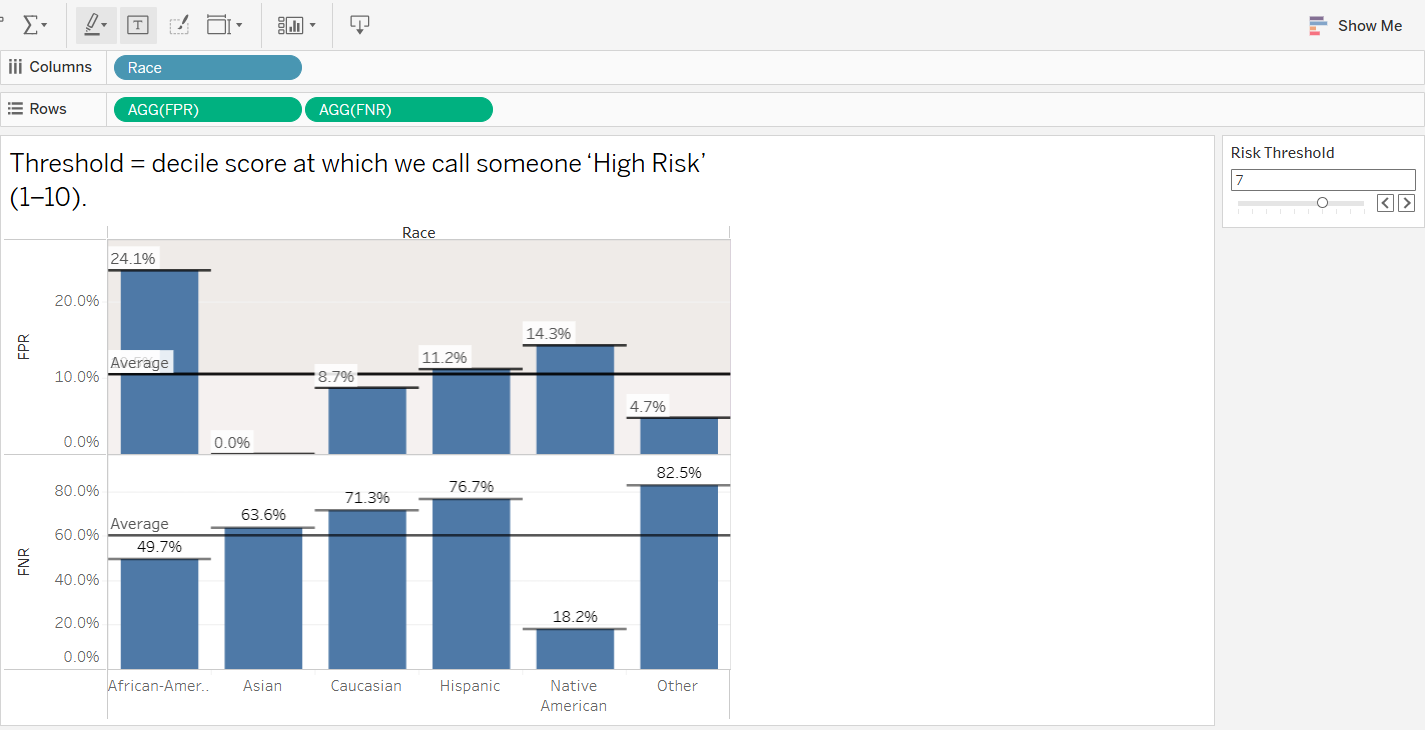 Show Me
Columns
Race
Rows
AGG(FPR)
AGG(FNR)
Threshold = decile score at which we call someone ‘High Risk’
(1–10).
Risk Threshold
7
Race
FPR
20.0%
10.0%
0.0%
24.1%
Average
0.0%
8.7%
11.2%
14.3%
4.7%
FNR
80.0%
60.0%
40.0%
20.0%
0.0%
Average
49.7%
63.6%
71.3%
76.7%
18.2%
82.5%
African-Amer..
Asian
Caucasian
Hispanic
Native
American
Other